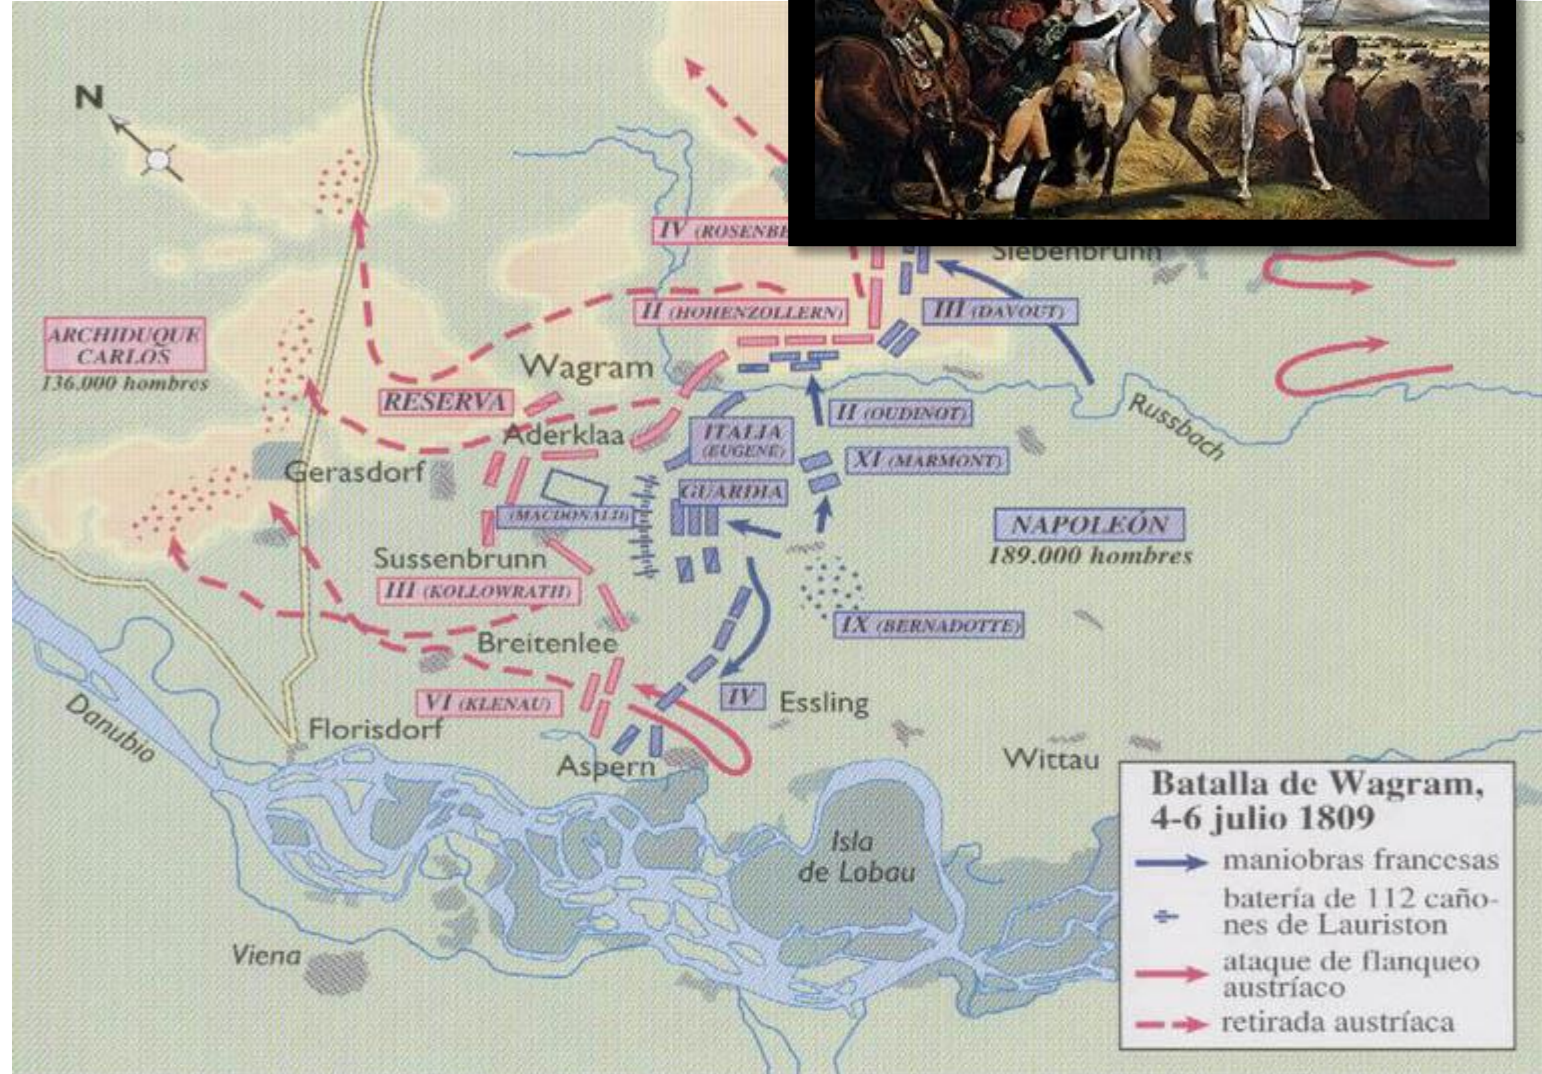 N
IV (ROSENBE
Siebenbrunn
II (HOHENZOLLERN)
III (DAVOUT)
ARCHIDUQUE
CARLOS
136.000 hombres
Wagram
RESERVA
II (OUDINOT)
Russbach
Aderklaa
ITALIA
(EUGENE)
XI (MARMONT)
Gerasdorf
GUARDIA
(MACDONALD)
NAPOLEÓN
189.000 hombres
Sussenbrunn
III (KOLLOWRATH)
IX (BERNADOTTE)
Breitenlee
VI (KLENAU)
IV
Essling
Danubio
Florisdorf
Aspern
Wittau
Isla
de Lobau
Viena
Batalla de Wagram,
4-6 julio 1809
maniobras francesas
batería de 112 caño-
nes de Lauriston
ataque de flanqueo
austríaco
retirada austríaca